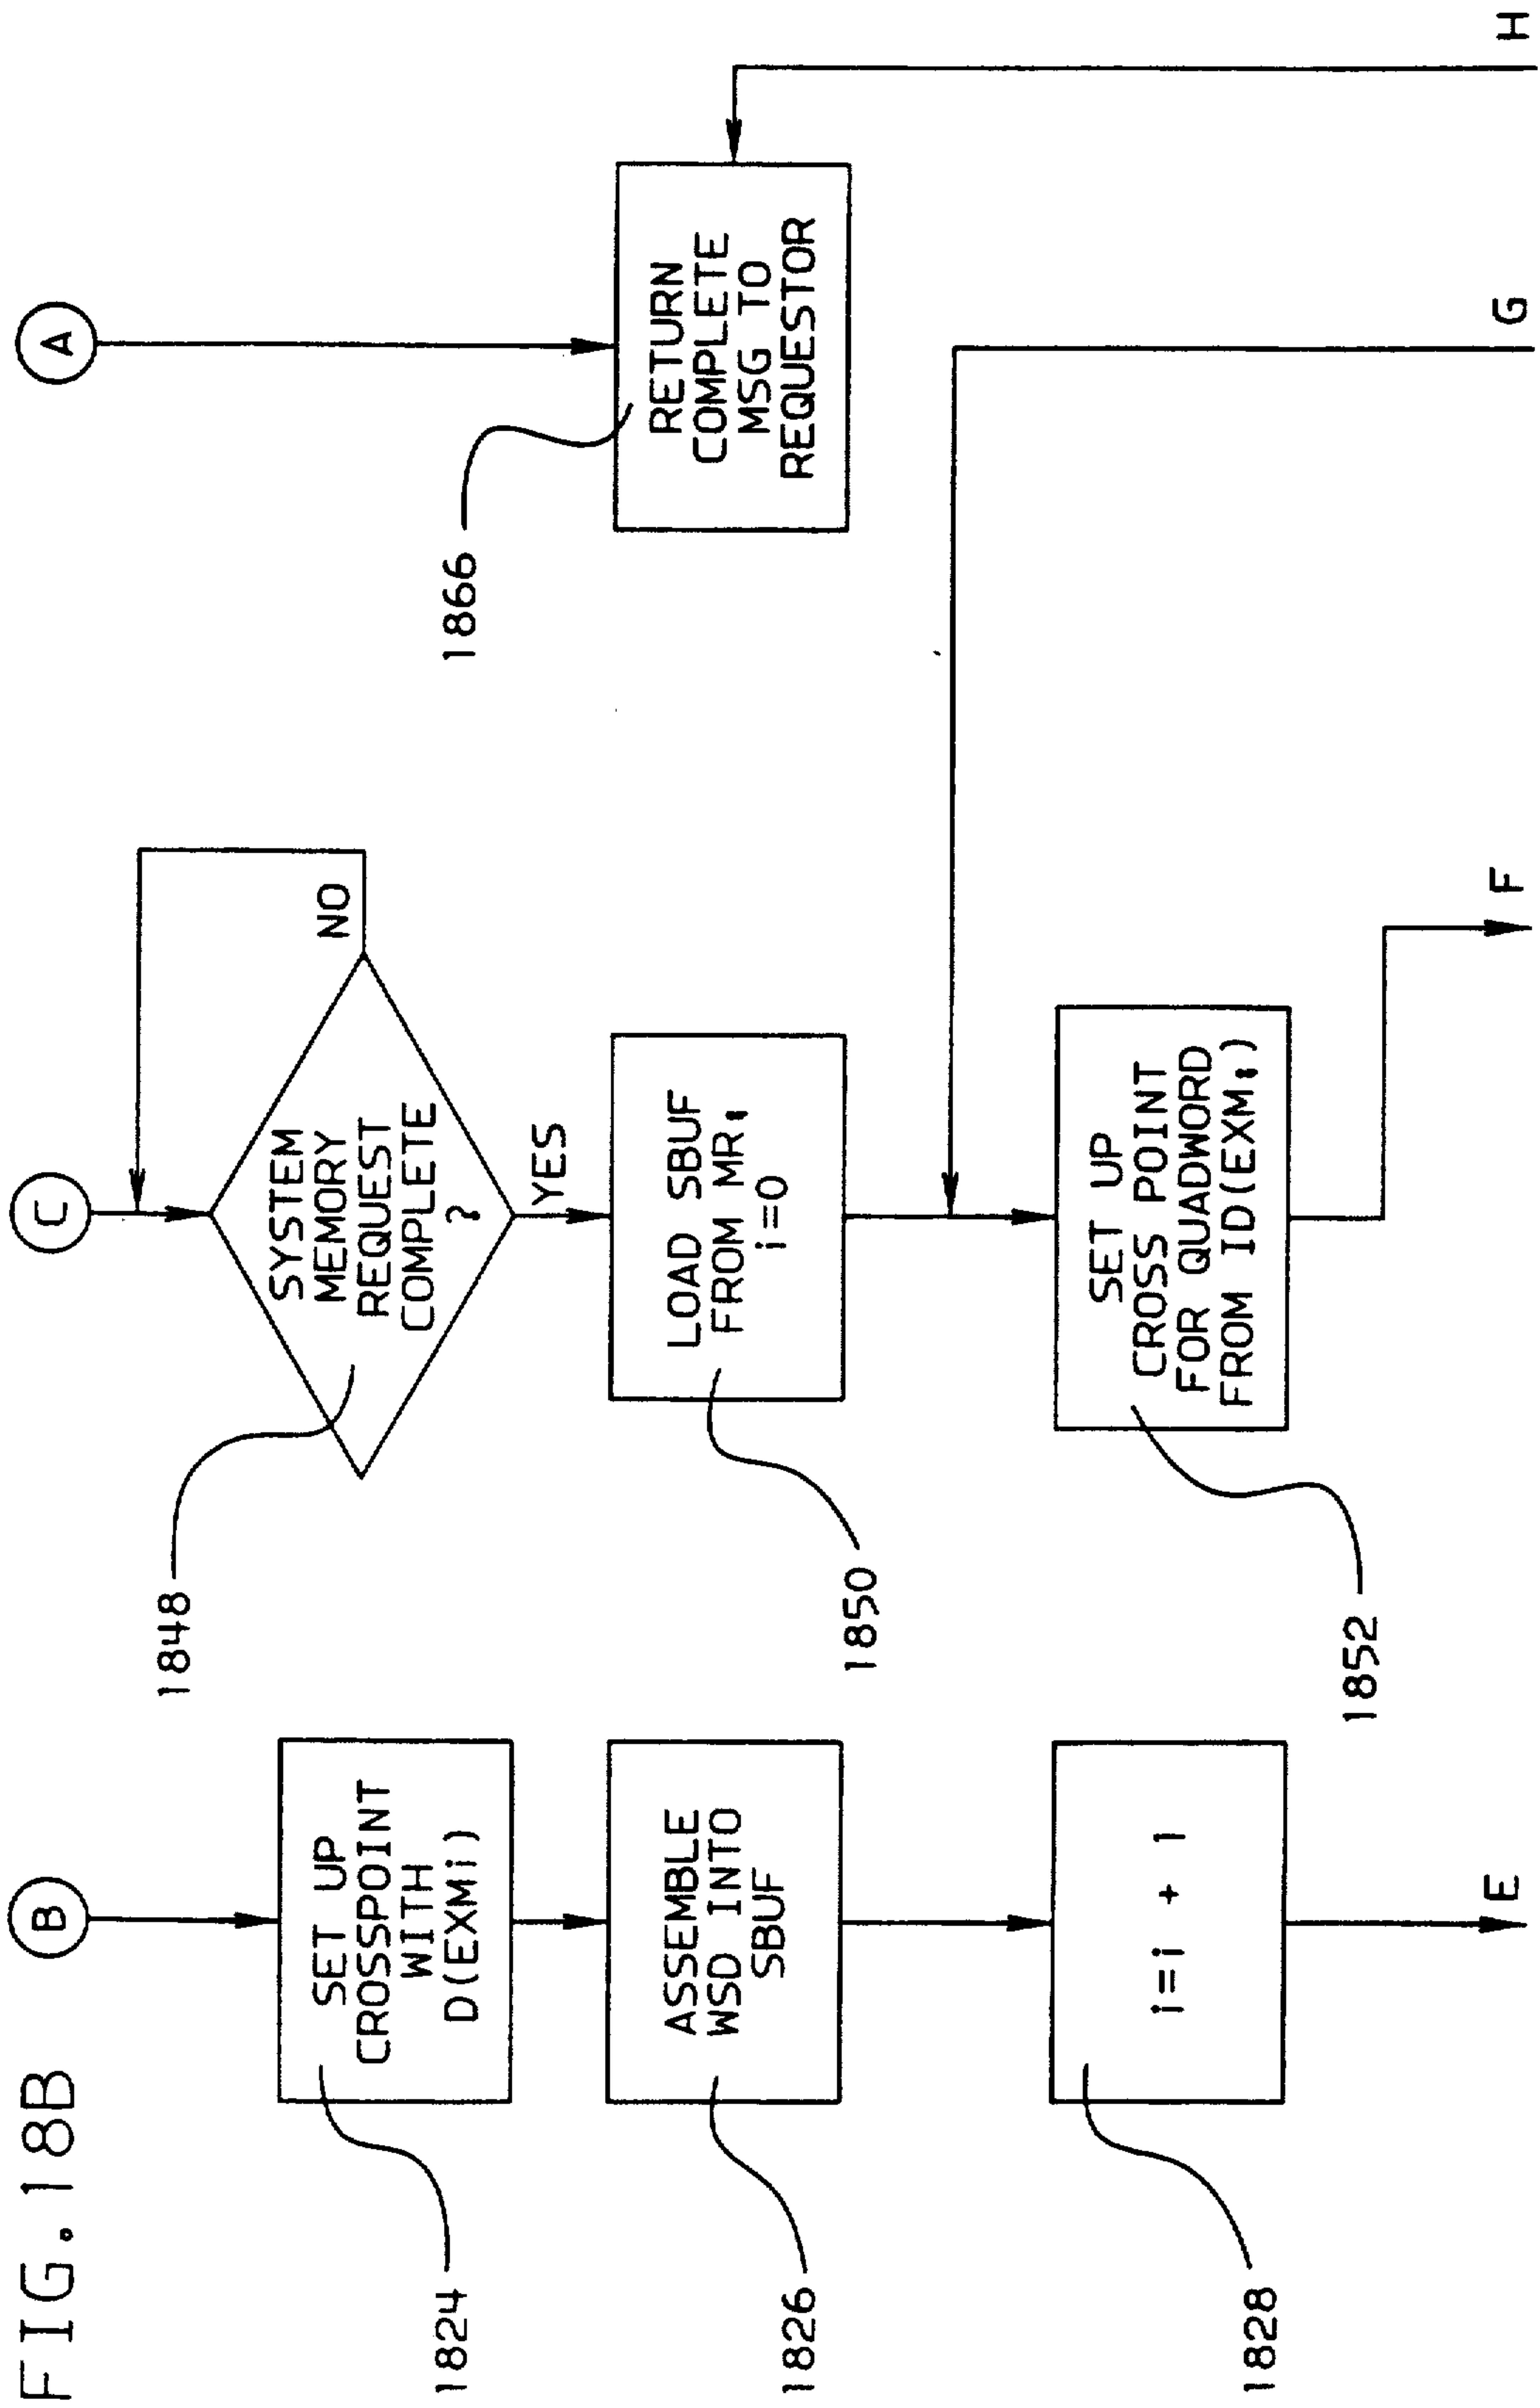 FIG.18B
B
1824
SET UP
CROSSPOINT
WITH
D(EXMi)
1826
ASSEMBLE
WSD INTO
SBUF
1828
i=i + 1
E
C
1848
SYSTEM
MEMORY
REQUEST
COMPLETE
?
NO
YES
1850
LOAD SBUF
FROM MR;
i=0
1852
SET UP
CROSS POINT
FOR QUADWORD
FROM ID(EXMi)
F
A
1866
RETURN
COMPLETE
MSG TO
REQUESTOR
G
H